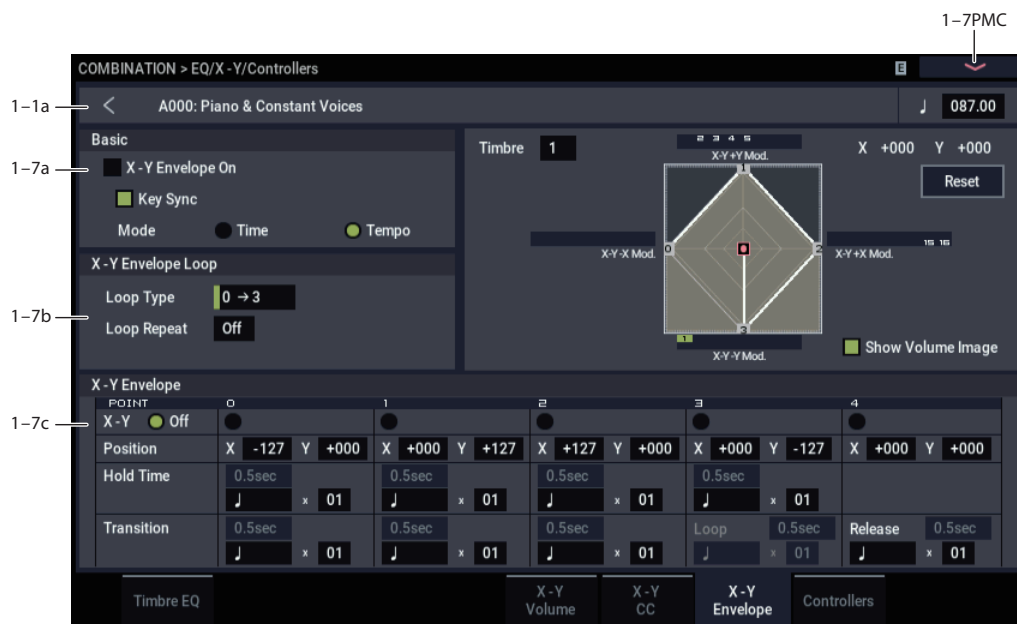 1–7PMC
COMBINATION > EQ/X -Y/Controllers
E
1–1a
A000: Piano & Constant Voices
♩ 087.00
Basic
1–7a
X -Y Envelope On
Key Sync
Mode Time Tempo
X -Y Envelope Loop
Loop Type 0 → 3
1–7b
Loop Repeat Off
Timbre 1
2 3 4 5
X-Y +Y Mod.
X +000 Y +000
Reset
1
0
2
3
X-Y -X Mod.
15 16
X-Y +X Mod.
1
X-Y -Y Mod.
Show Volume Image
X -Y Envelope
POINT 0 1 2 3 4
1–7c
X -Y Off
Position X -127 Y +000 X +000 Y +127 X +127 Y +000 X +000 Y -127 X +000 Y +000
Hold Time 0.5sec 0.5sec 0.5sec 0.5sec
♩ x 01 ♩ x 01 ♩ x 01 ♩ x 01
Transition 0.5sec 0.5sec 0.5sec Loop 0.5sec Release 0.5sec
♩ x 01 ♩ x 01 ♩ x 01 ♩ x 01 ♩ x 01
Timbre EQ
X -Y
Volume
X -Y
CC
X -Y
Envelope
Controllers